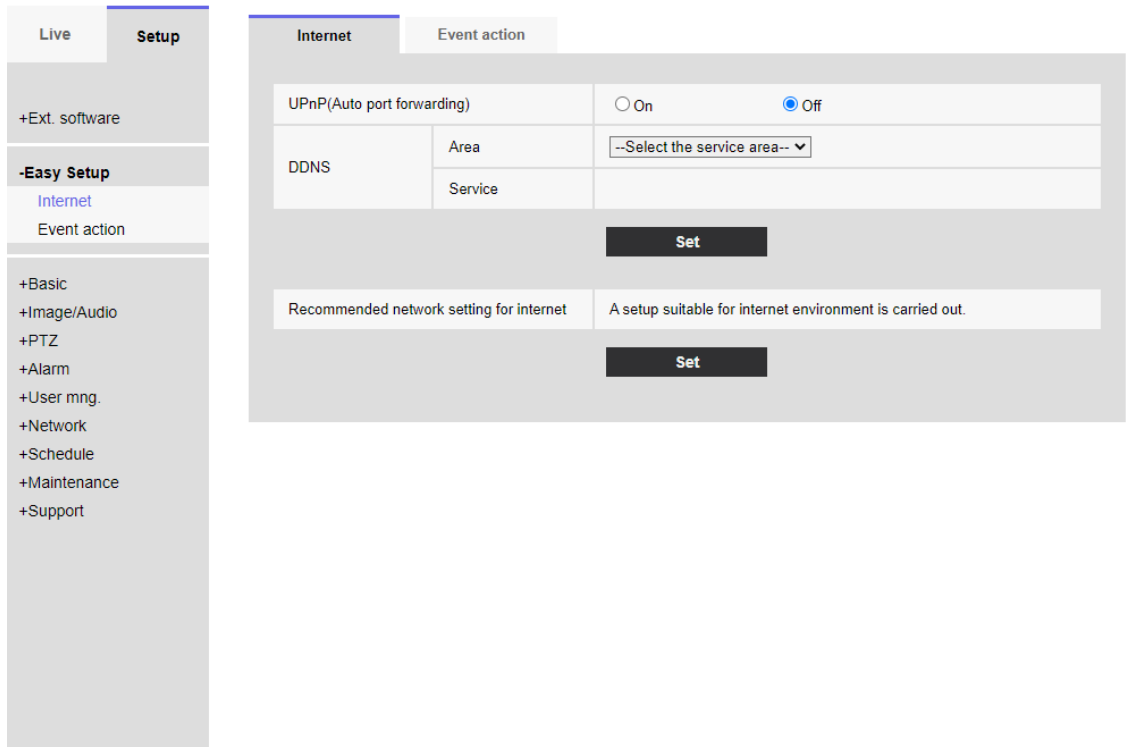 Live Setup
+Ext. software
-Easy Setup
Internet
Event action
+Basic
+Image/Audio
+PTZ
+Alarm
+User mng.
+Network
+Schedule
+Maintenance
+Support
Internet Event action
UPnP(Auto port forwarding) On Off
DDNS
Area --Select the service area--
Service
Set
Recommended network setting for internet A setup suitable for internet environment is carried out.
Set